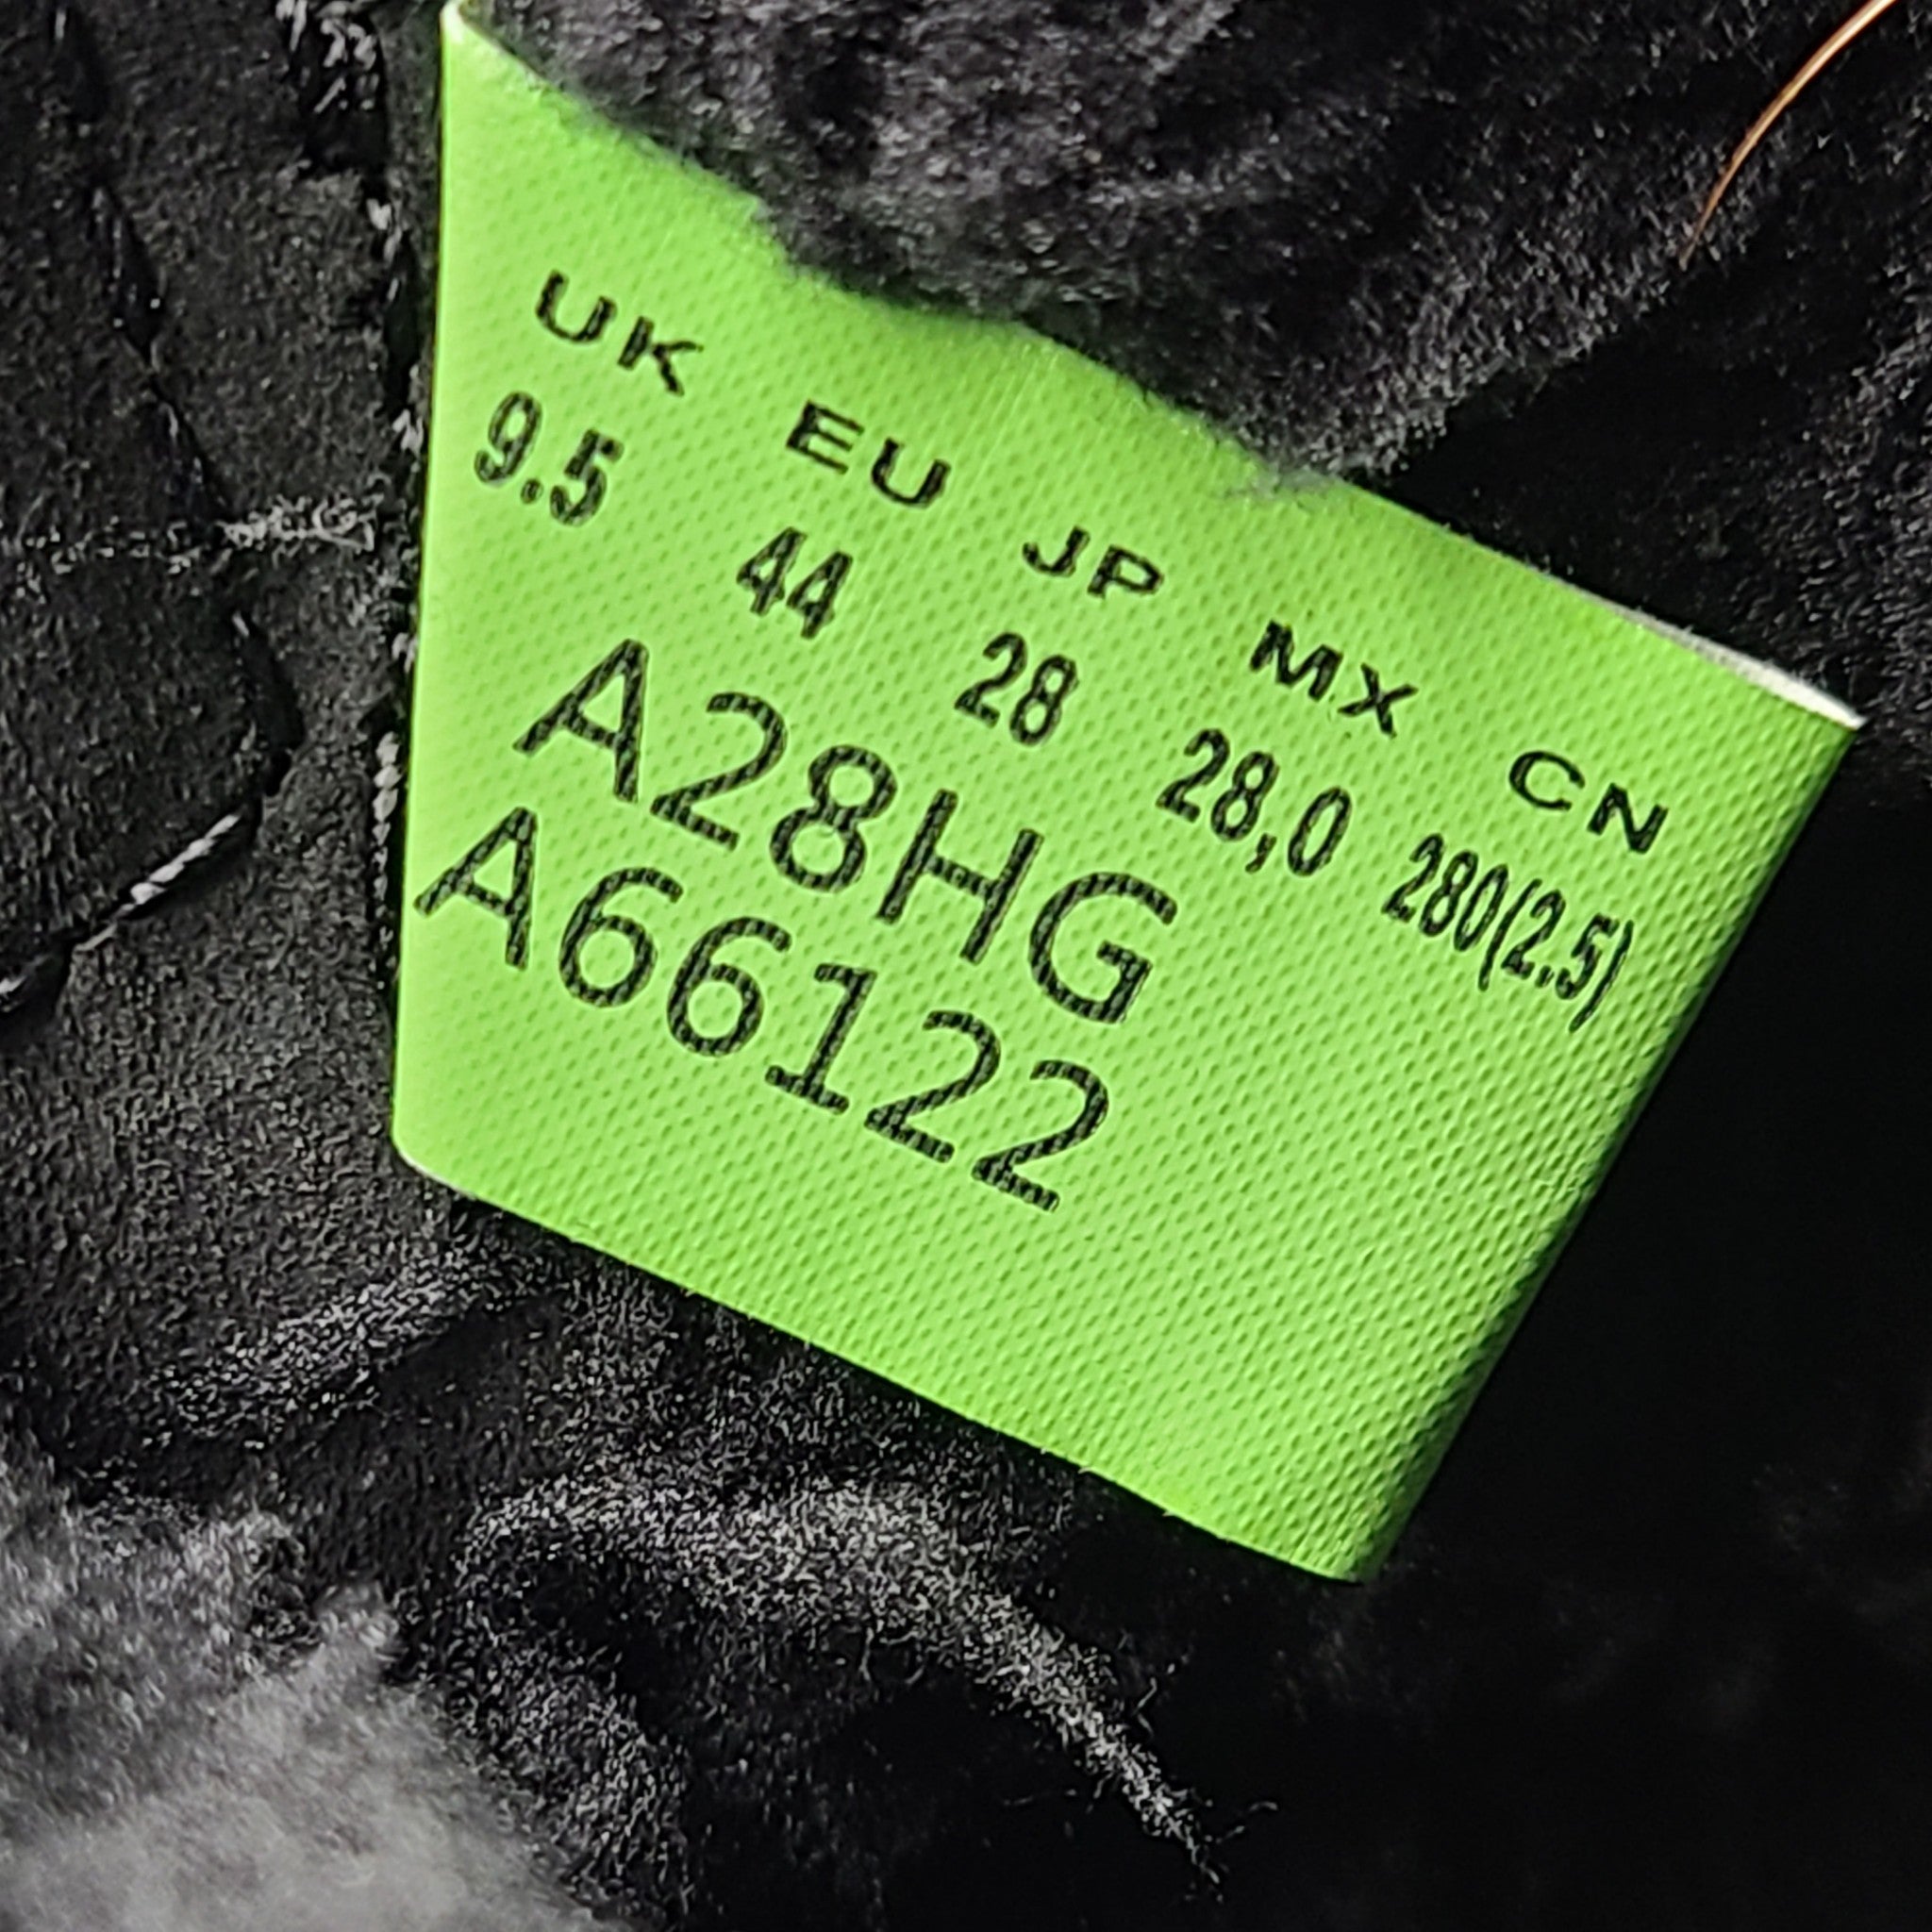 UK EU JP MX CN
9.5 44 28 28,0 280(2.5)
A28HG
A66122